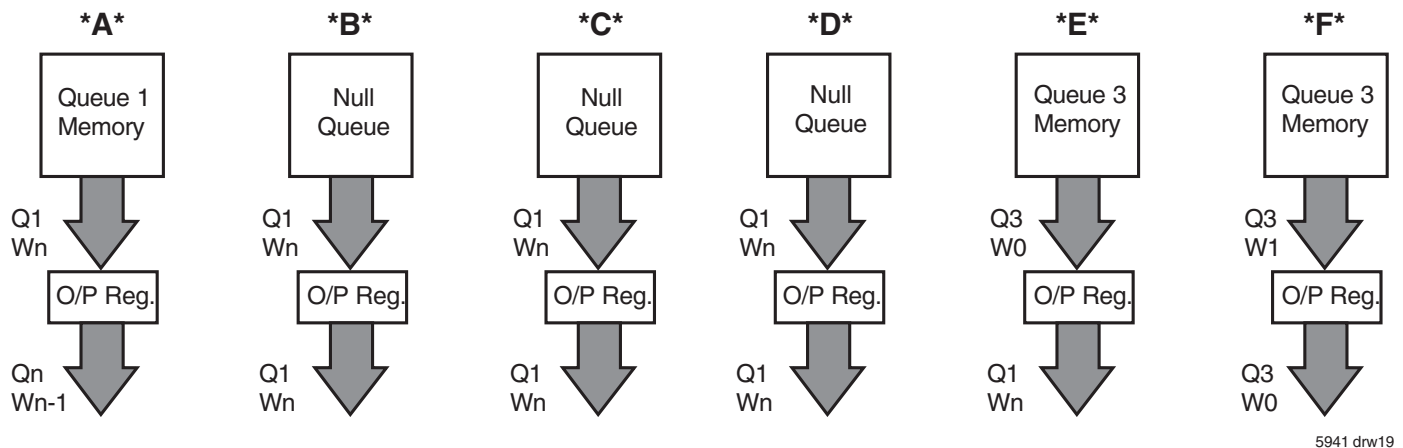 *A*
*B*
*C*
*D*
*E*
*F*
Queue 1
Memory
Null
Queue
Null
Queue
Null
Queue
Queue 3
Memory
Queue 3
Memory
Q1
Wn
Q1
Wn
Q1
Wn
Q1
Wn
Q3
W0
Q3
W1
O/P Reg.
O/P Reg.
O/P Reg.
O/P Reg.
O/P Reg.
O/P Reg.
Qn
Wn-1
Q1
Wn
Q1
Wn
Q1
Wn
Q1
Wn
Q3
W0
5941 drw19